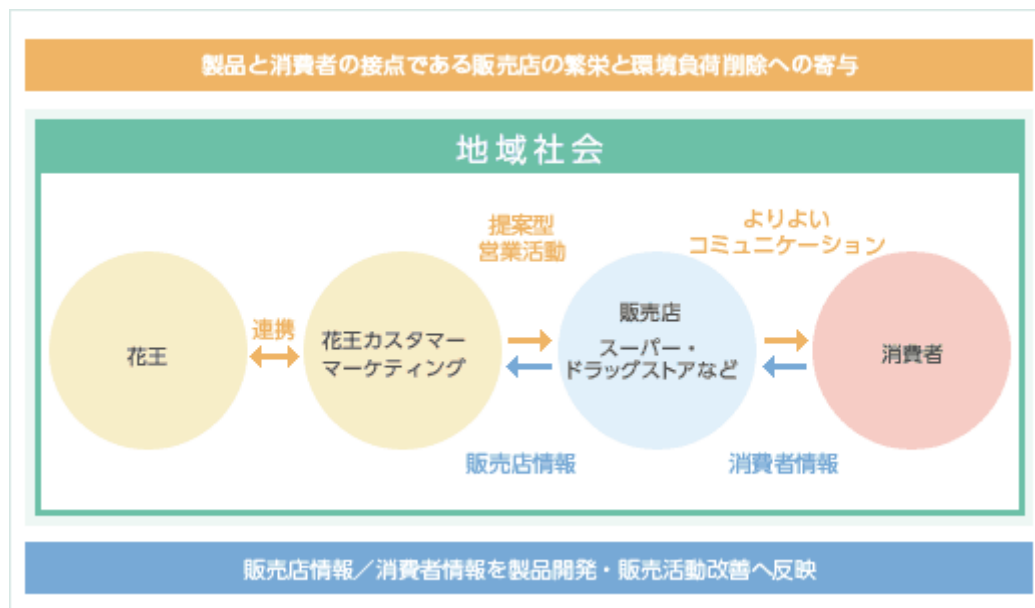 製品と消費者の接点である販売店の繁栄と環境負荷削除への寄与
地域社会
提案型
営業活動
よりよい
コミュニケーション
花王
連携
花王カスタマー
マーケティング
販売店
スーパー・
ドラッグストアなど
消費者
販売店情報
消費者情報
販売店情報／消費者情報を製品開発・販売活動改善へ反映